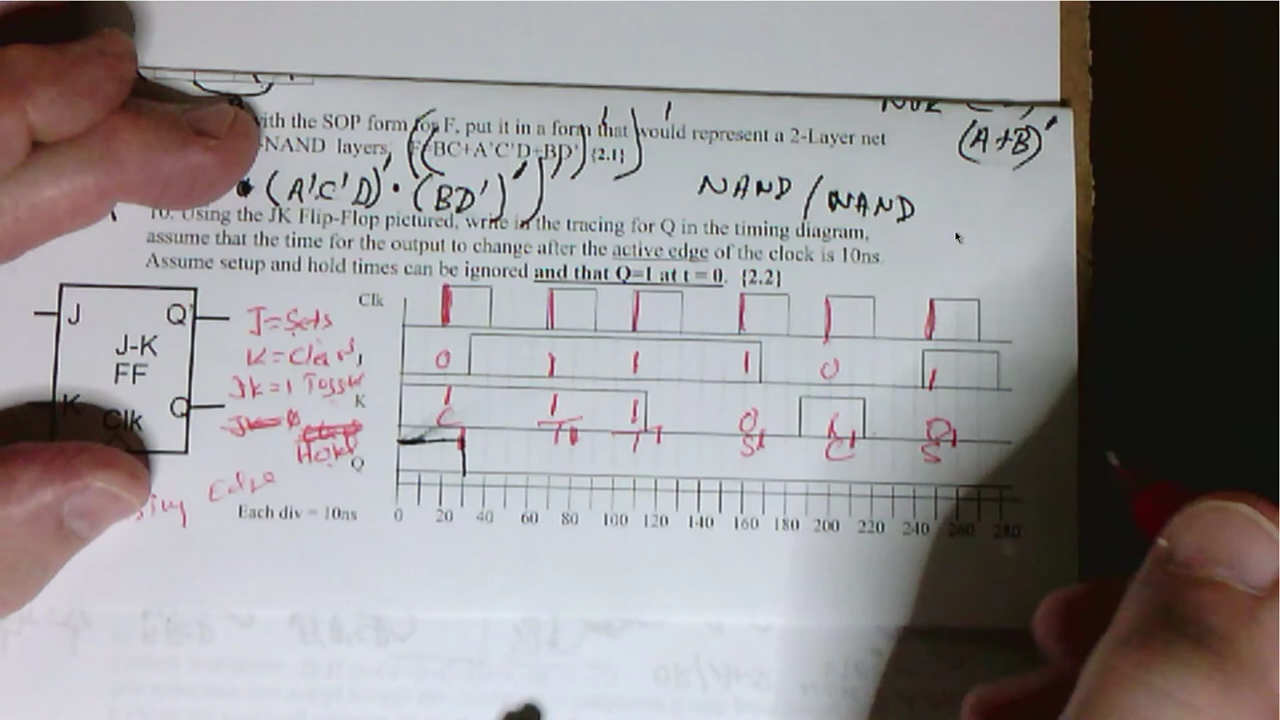 (A+B)'
with the SOP form for F, put it in a form that would represent a 2-Layer net
-NAND layers, F=BC+A'C'D+BD' {2.1}
• (A'C'D)' • (BD')')
NAND / NAND
10. Using the JK Flip-Flop pictured, write in the tracing for Q in the timing diagram,
assume that the time for the output to change after the active edge of the clock is 10ns.
Assume setup and hold times can be ignored and that Q=1 at t = 0. {2.2}
Clk
J Q
J-K
FF
K Q
Clk
J=Sets
K=Clears,
JK=1 Toggle
Hold
Edge
0 1 1 1 0 1
K
1 1 1 0 1 0
C T T S C S
Q
Each div = 10ns
0 20 40 60 80 100 120 140 160 180 200 220 240 260 280